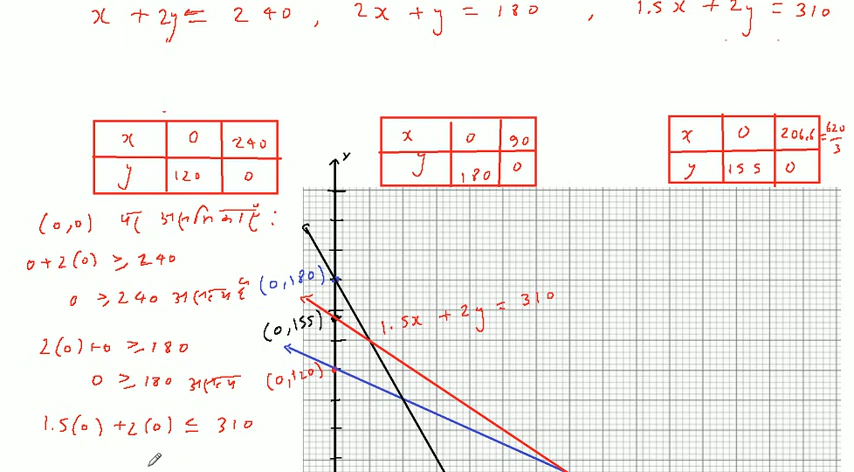 x + 2y = 240 , 2x + y = 180 , 1.5x + 2y = 310
x 0 240
y 120 0
x 0 90
y 180 0
x 0 206.6 = 620/3
y 155 0
y
(0,0) पर
0+2(0) ≥ 240
0 ≥ 240 असत्य है
(0,180)
1.5x + 2y = 310
(0,155)
2(0)+0 ≥ 180
0 ≥ 180 असत्य
(0,120)
1.5(0) + 2(0) ≤ 310